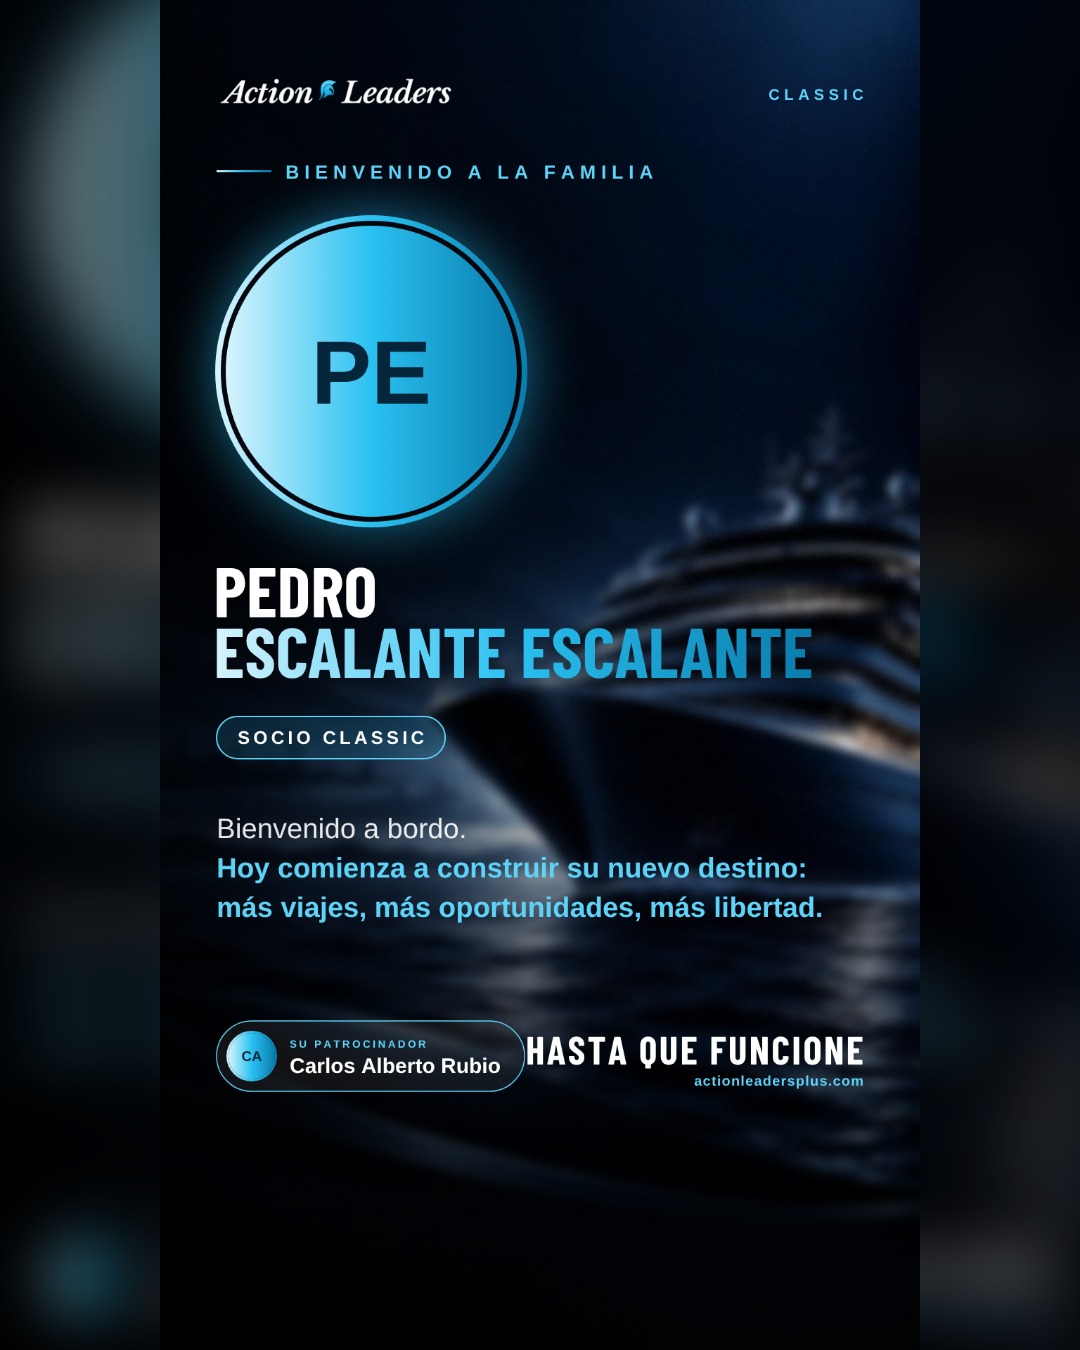 Action Leaders
CLASSIC
BIENVENIDO A LA FAMILIA
PE
PEDRO
ESCALANTE ESCALANTE
SOCIO CLASSIC
Bienvenido a bordo.
Hoy comienza a construir su nuevo destino:
más viajes, más oportunidades, más libertad.
CA
SU PATROCINADOR
Carlos Alberto Rubio
HASTA QUE FUNCIONE
actionleadersplus.com